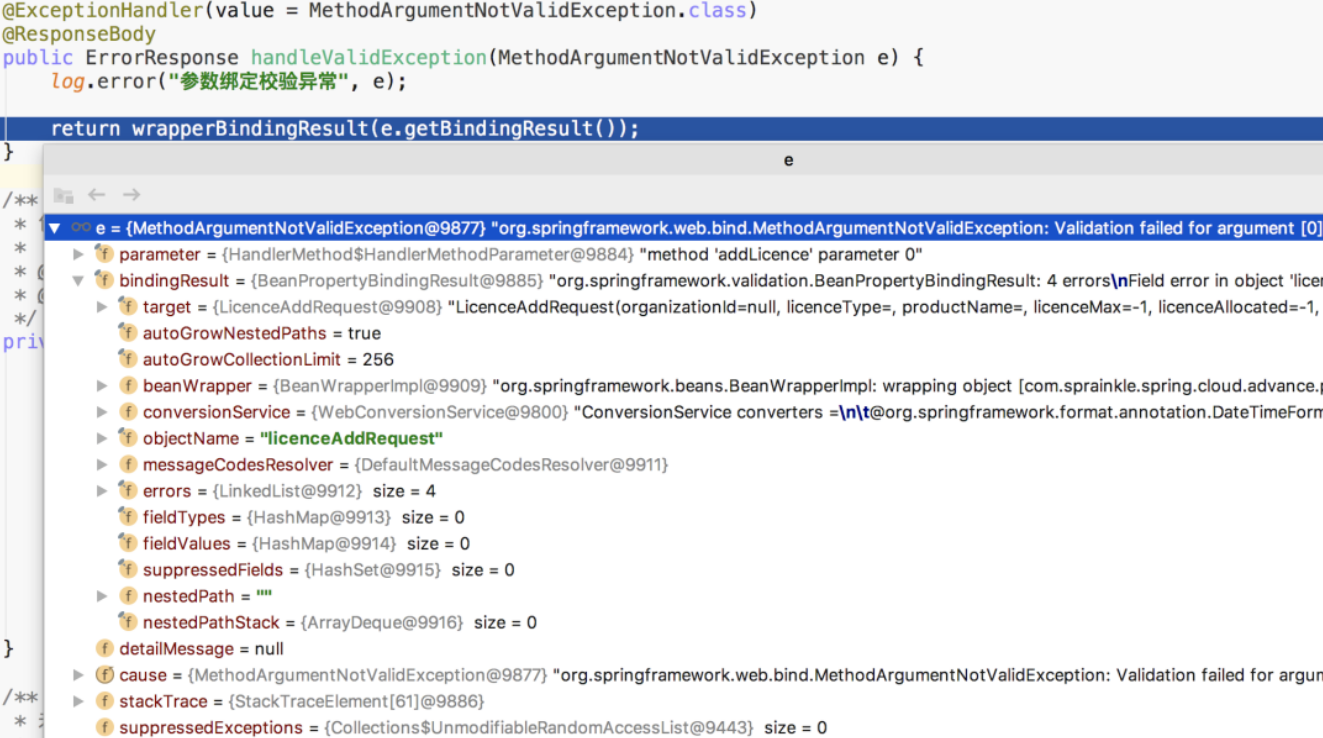 @ExceptionHandler(value = MethodArgumentNotValidException.class)
@ResponseBody
public ErrorResponse handleValidException(MethodArgumentNotValidException e) {
log.error("参数绑定校验异常", e);
return wrapperBindingResult(e.getBindingResult());
}
e
/**
*
e = {MethodArgumentNotValidException@9877} "org.springframework.web.bind.MethodArgumentNotValidException: Validation failed for argument [0]
*
parameter = {HandlerMethod$HandlerMethodParameter@9884} "method 'addLicence' parameter 0"
* @
bindingResult = {BeanPropertyBindingResult@9885} "org.springframework.validation.BeanPropertyBindingResult: 4 errors\nField error in object 'licen
* @
target = {LicenceAddRequest@9908} "LicenceAddRequest(organizationId=null, licenceType=, productName=, licenceMax=-1, licenceAllocated=-1,
*/
autoGrowNestedPaths = true
priv
autoGrowCollectionLimit = 256
beanWrapper = {BeanWrapperImpl@9909} "org.springframework.beans.BeanWrapperImpl: wrapping object [com.sprainkle.spring.cloud.advance.p
conversionService = {WebConversionService@9800} "ConversionService converters =\n\t@org.springframework.format.annotation.DateTimeForm
objectName = "licenceAddRequest"
messageCodesResolver = {DefaultMessageCodesResolver@9911}
errors = {LinkedList@9912} size = 4
fieldTypes = {HashMap@9913} size = 0
fieldValues = {HashMap@9914} size = 0
suppressedFields = {HashSet@9915} size = 0
nestedPath = ""
nestedPathStack = {ArrayDeque@9916} size = 0
}
detailMessage = null
cause = {MethodArgumentNotValidException@9877} "org.springframework.web.bind.MethodArgumentNotValidException: Validation failed for argum
/**
stackTrace = {StackTraceElement[61]@9886}
*
suppressedExceptions = {Collections$UnmodifiableRandomAccessList@9443} size = 0